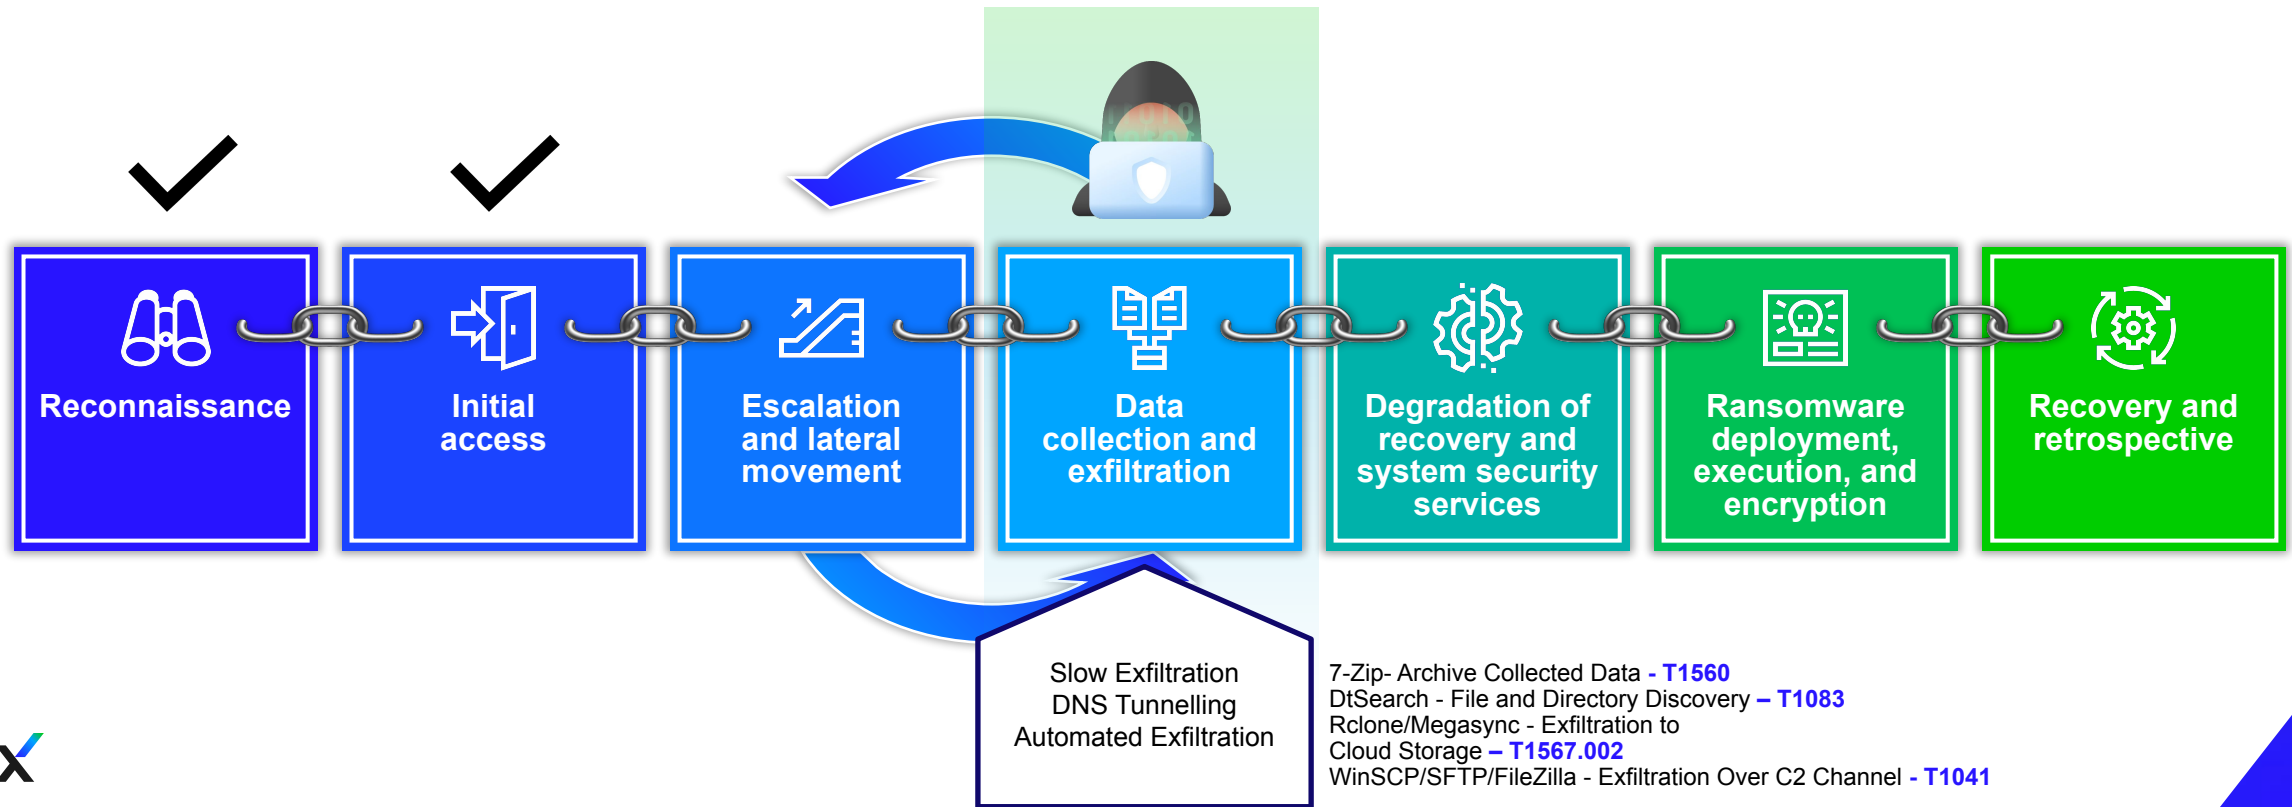 Reconnaissance
Initial
access
Escalation
and lateral
movement
Data
collection and
exfiltration
Degradation of
recovery and
system security
services
Ransomware
deployment,
execution, and
encryption
Recovery and
retrospective
Slow Exfiltration
DNS Tunnelling
Automated Exfiltration
7-Zip- Archive Collected Data - T1560
DtSearch - File and Directory Discovery – T1083
Rclone/Megasync - Exfiltration to
Cloud Storage – T1567.002
WinSCP/SFTP/FileZilla - Exfiltration Over C2 Channel - T1041